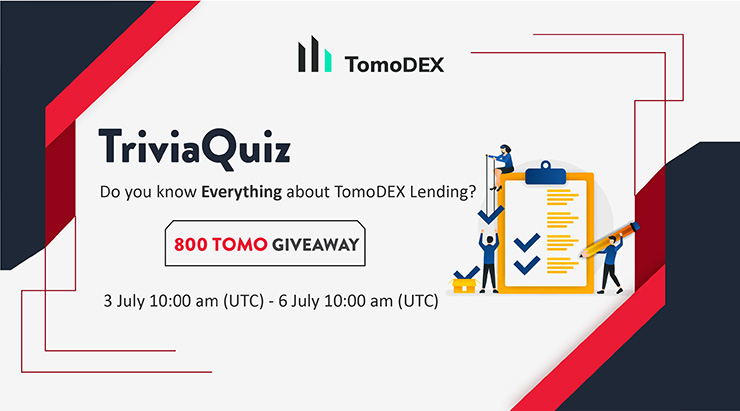 TomoDEX
TriviaQuiz
Do you know Everything about TomoDEX Lending?
800 TOMO GIVEAWAY
3 July 10:00 am (UTC) - 6 July 10:00 am (UTC)